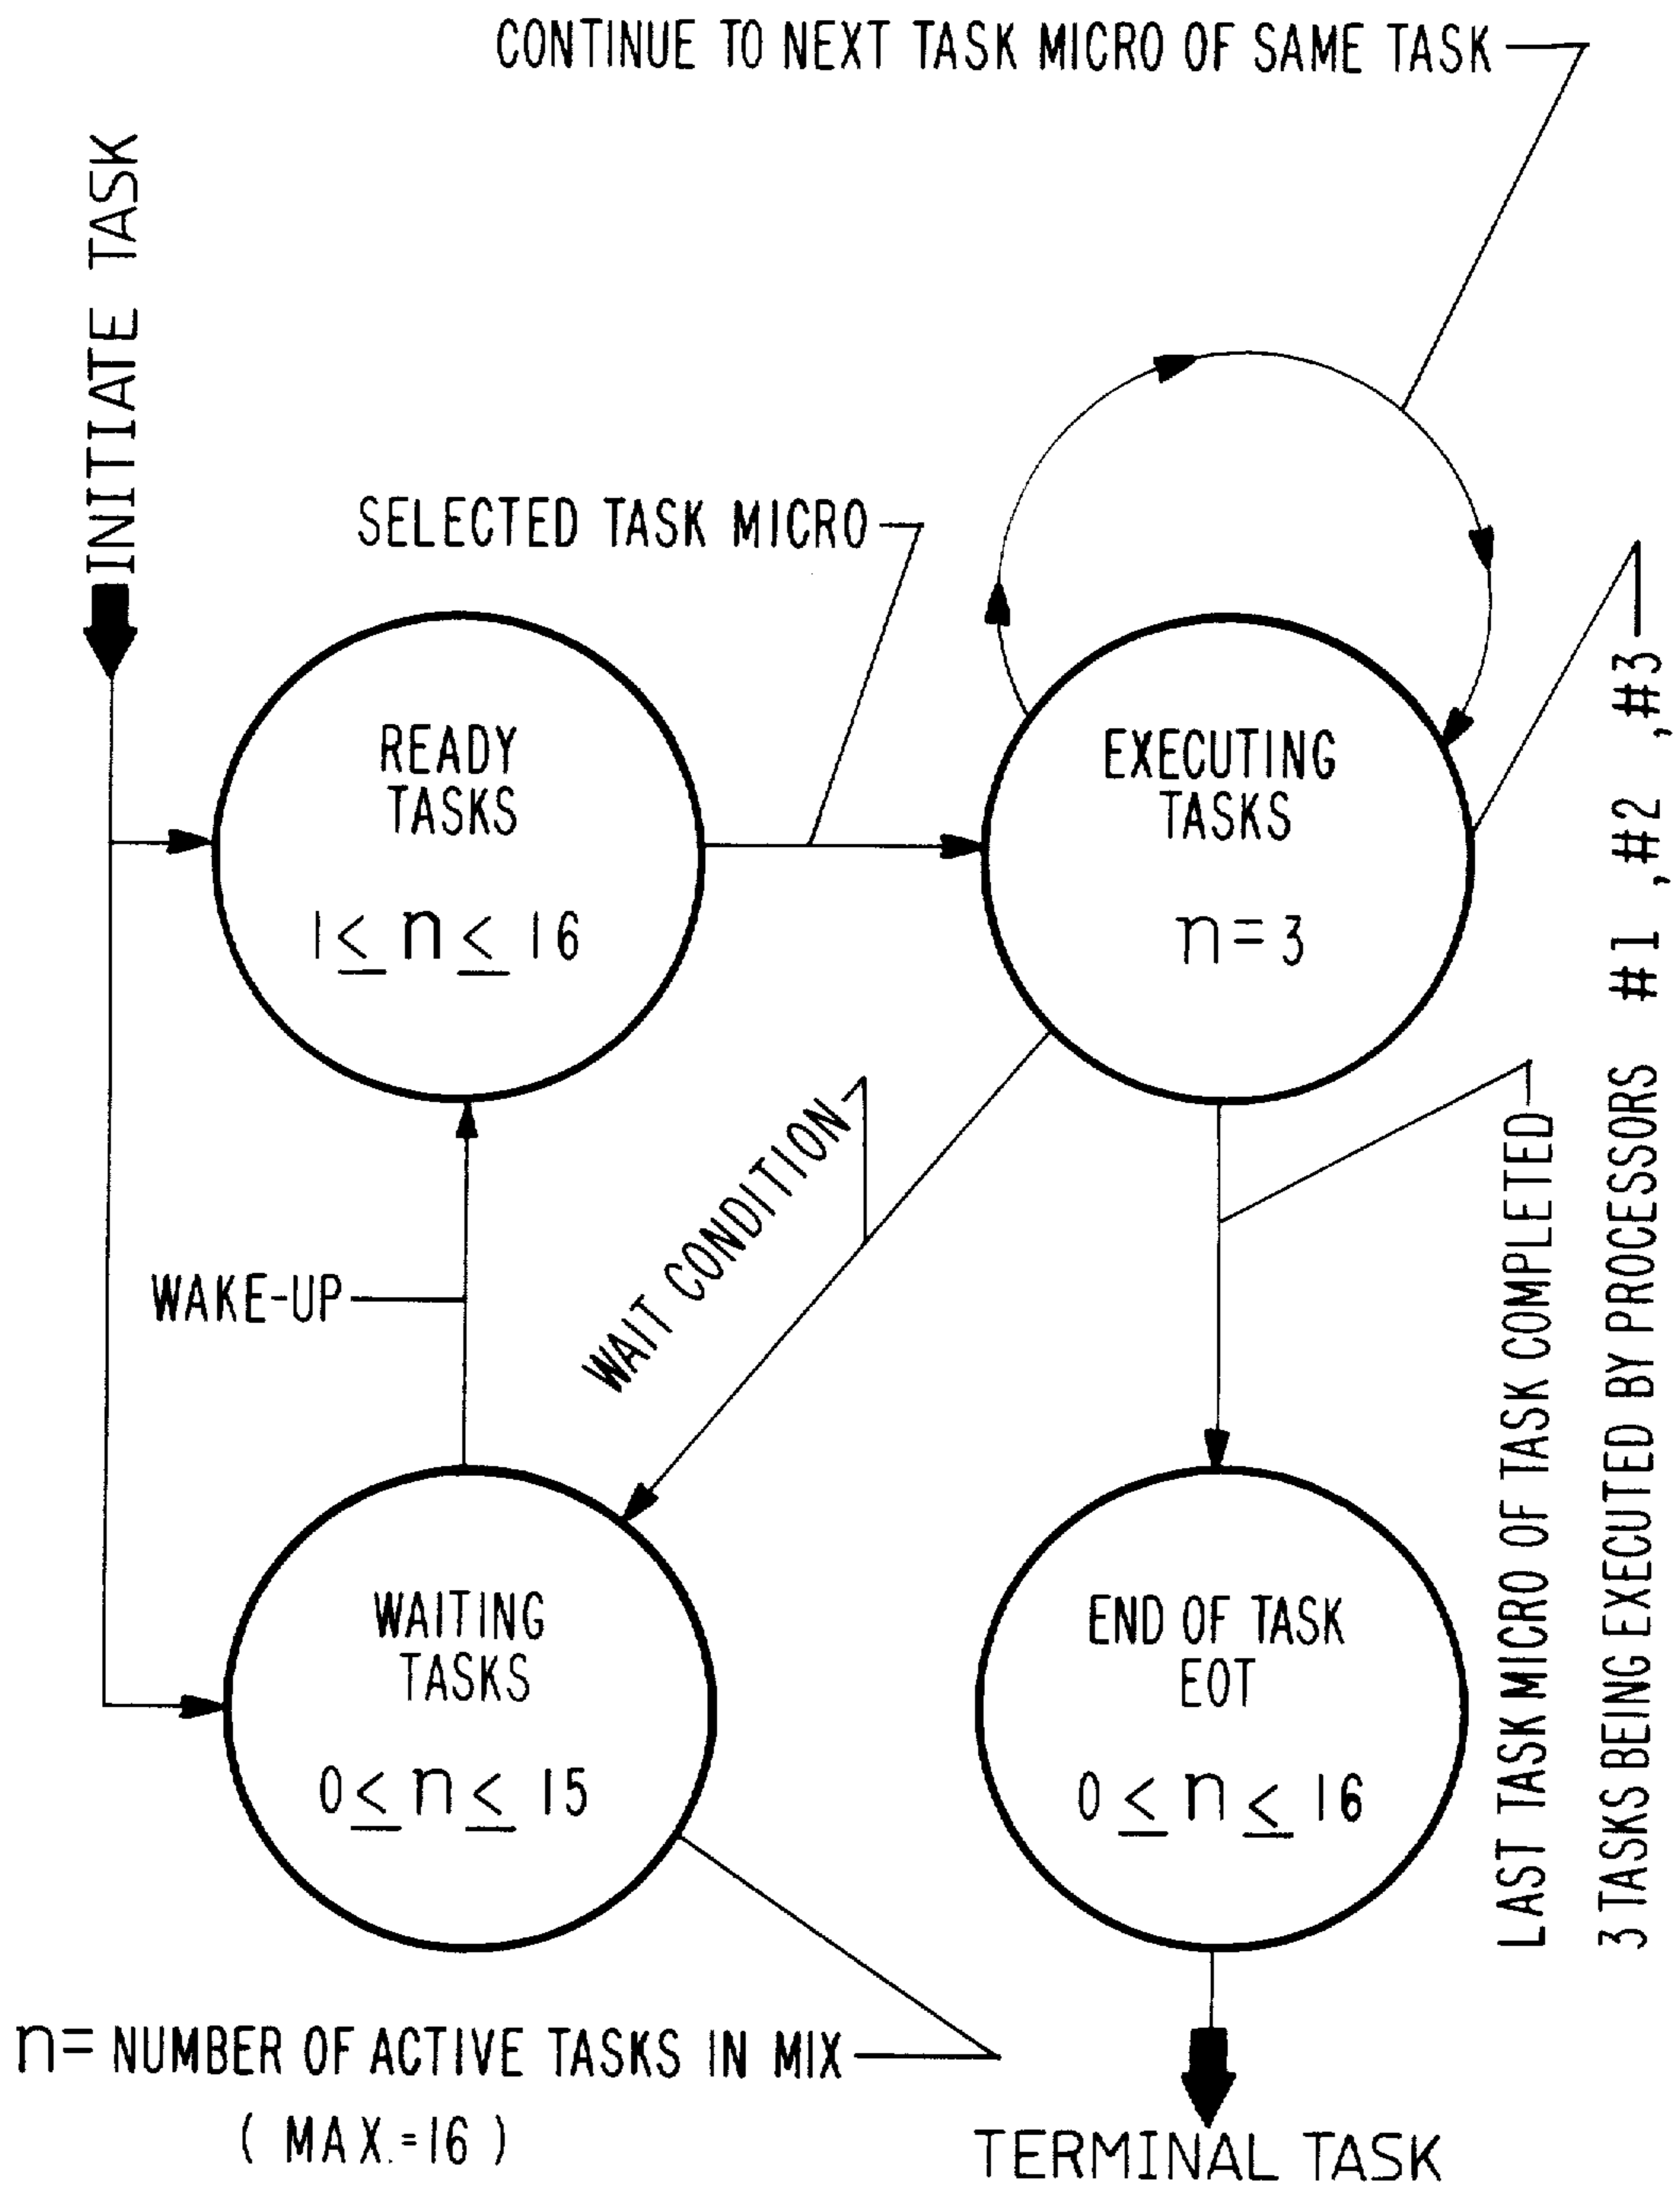 CONTINUE TO NEXT TASK MICRO OF SAME TASK
INITIATE TASK
SELECTED TASK MICRO
READY
TASKS
1 ≤ n ≤ 16
EXECUTING
TASKS
n = 3
3 TASKS BEING EXECUTED BY PROCESSORS #1 ,#2 ,#3
WAIT CONDITION
LAST TASK MICRO OF TASK COMPLETED
WAKE-UP
WAITING
TASKS
0 ≤ n ≤ 15
END OF TASK
EOT
0 ≤ n ≤ 16
n= NUMBER OF ACTIVE TASKS IN MIX
( MAX.=16 )
TERMINAL TASK